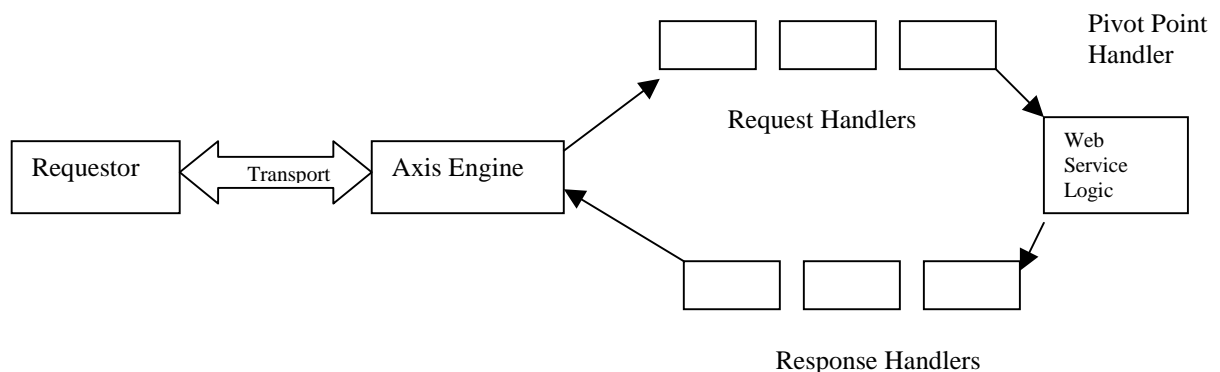 Pivot Point
Handler
Request Handlers
Requestor
Transport
Axis Engine
Web
Service
Logic
Response Handlers